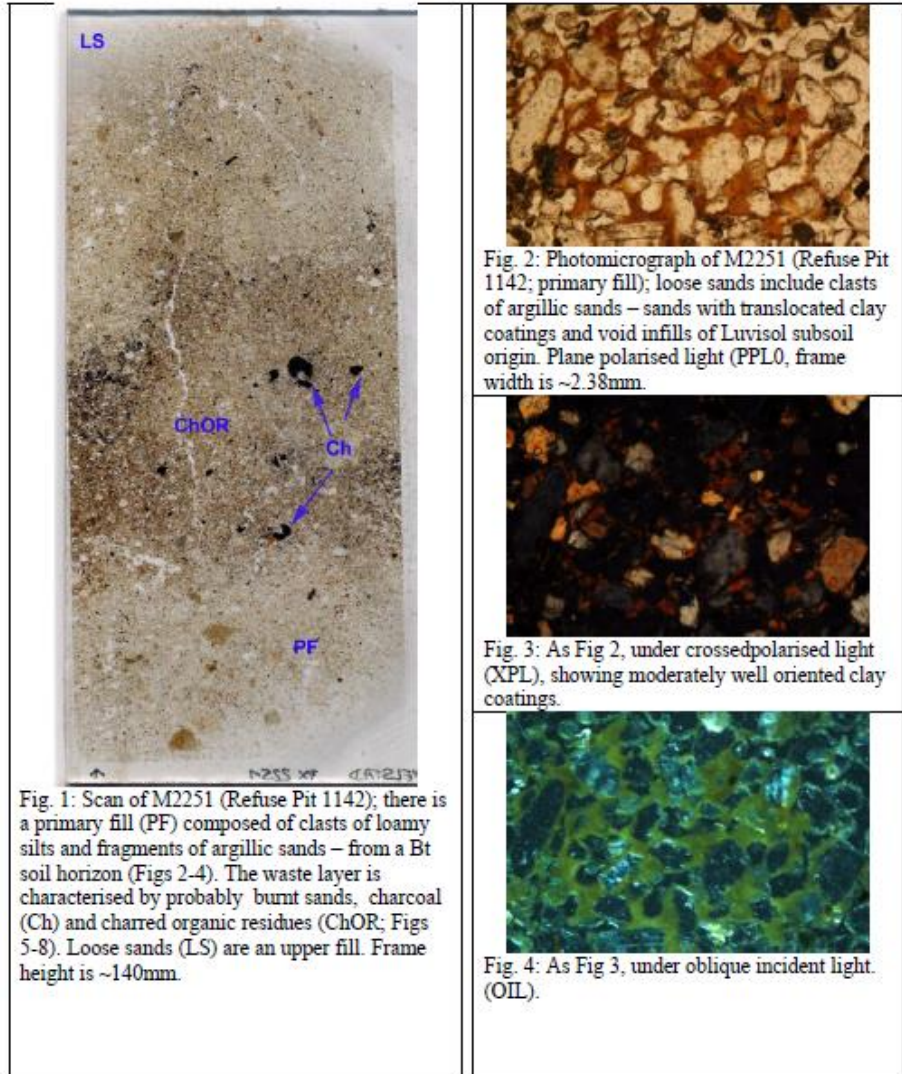 LS
ChOR
Ch
PF
Fig. 1: Scan of M2251 (Refuse Pit 1142); there is
a primary fill (PF) composed of clasts of loamy
silts and fragments of argillic sands – from a Bt
soil horizon (Figs 2-4). The waste layer is
characterised by probably burnt sands, charcoal
(Ch) and charred organic residues (ChOR; Figs
5-8). Loose sands (LS) are an upper fill. Frame
height is ~140mm.
Fig. 2: Photomicrograph of M2251 (Refuse Pit
1142; primary fill); loose sands include clasts
of argillic sands – sands with translocated clay
coatings and void infills of Luvisol subsoil
origin. Plane polarised light (PPL0, frame
width is ~2.38mm.
Fig. 3: As Fig 2, under crossedpolarised light
(XPL), showing moderately well oriented clay
coatings.
Fig. 4: As Fig 3, under oblique incident light.
(OIL).